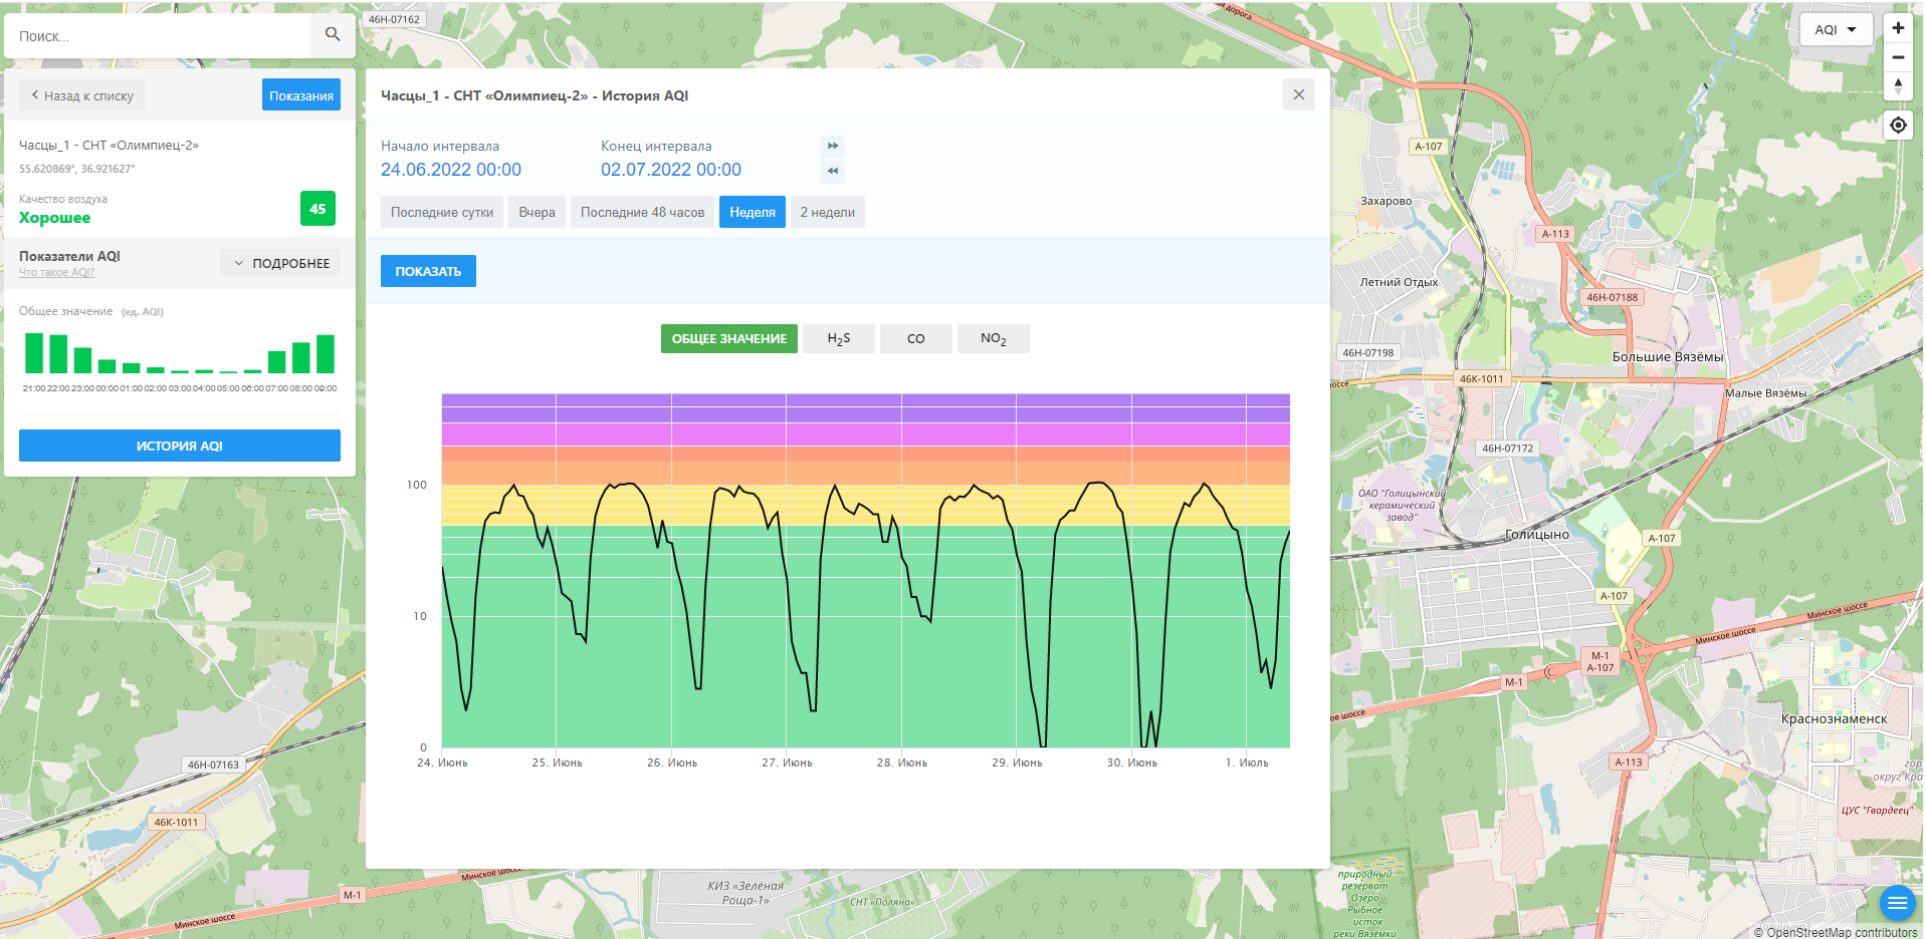 Поиск...
Назад к списку
Показания
Часцы_1 - СНТ «Олимпиец-2»
55.620869°, 36.921627°
Качество воздуха
Хорошее
45
Показатели AQI
Что такое AQI?
ПОДРОБНЕЕ
Общее значение (ед. AQI)
21:00 22:00 23:00 00:00 01:00 02:00 03:00 04:00 05:00 06:00 07:00 08:00 09:00
ИСТОРИЯ AQI
Часцы_1 - СНТ «Олимпиец-2» - История AQI
Начало интервала
24.06.2022 00:00
Конец интервала
02.07.2022 00:00
Последние сутки
Вчера
Последние 48 часов
Неделя
2 недели
ПОКАЗАТЬ
ОБЩЕЕ ЗНАЧЕНИЕ
H2S
CO
NO2
100
10
0
24. Июнь
25. Июнь
26. Июнь
27. Июнь
28. Июнь
29. Июнь
30. Июнь
1. Июль
AQI
46Н-07162
А-107
Захарово
А-113
Летний Отдых
46Н-07188
46Н-07198
Большие Вязёмы
46К-1011
Малые Вязёмы
46Н-07172
ОАО "Голицынский
керамический
завод"
Голицыно
А-107
А-107
Минское шоссе
Минское шоссе
М-1
А-107
М-1
Краснознаменск
А-113
ЦУС "Гвардеец"
46Н-07163
46К-1011
Минское шоссе
М-1
Минское шоссе
КИЗ «Зеленая
Роща-1»
СНТ «Поляна»
природный
резерват
Озеро
Рыбное
- исток
реки Вязёмки
© OpenStreetMap contributors